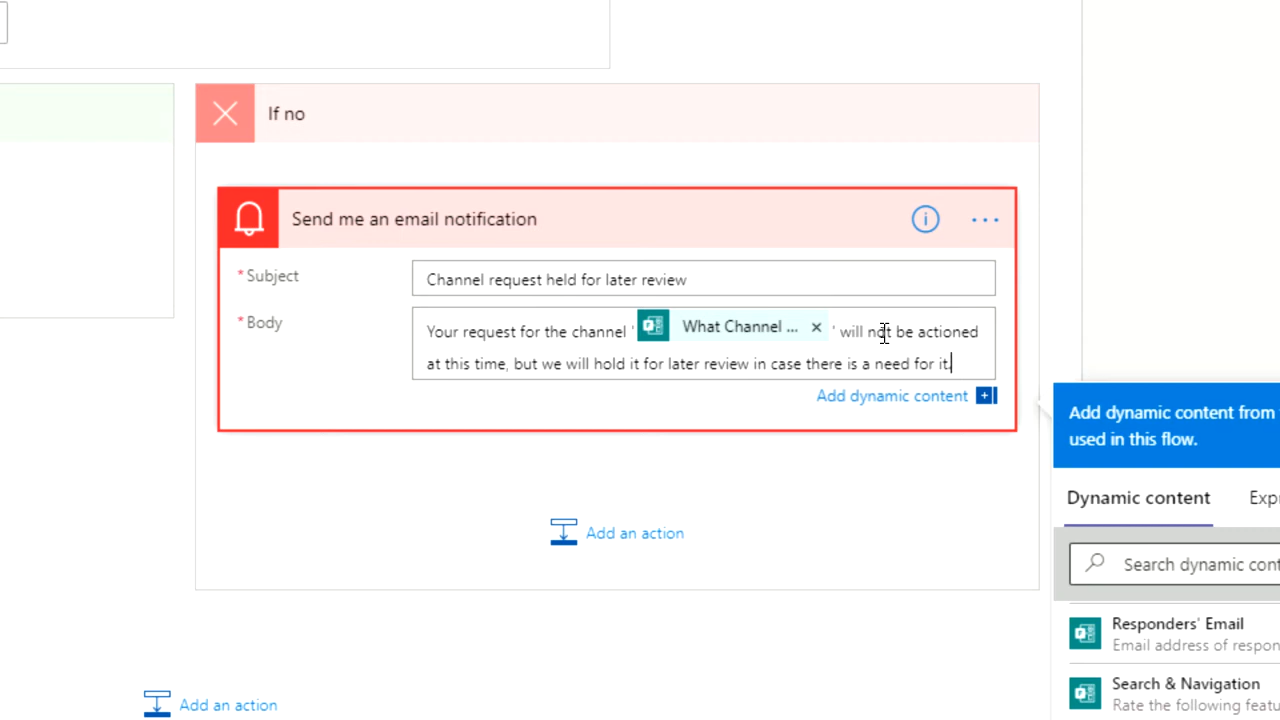 If no
Send me an email notification
* Subject
Channel request held for later review
* Body
Your request for the channel ' What Channel ... × ' will not be actioned
at this time, but we will hold it for later review in case there is a need for it.
Add dynamic content
Add an action
Add an action
Add dynamic content from
used in this flow.
Dynamic content
Search dynamic
Responders' Email
Email address of
Search & Navigation
Rate the following